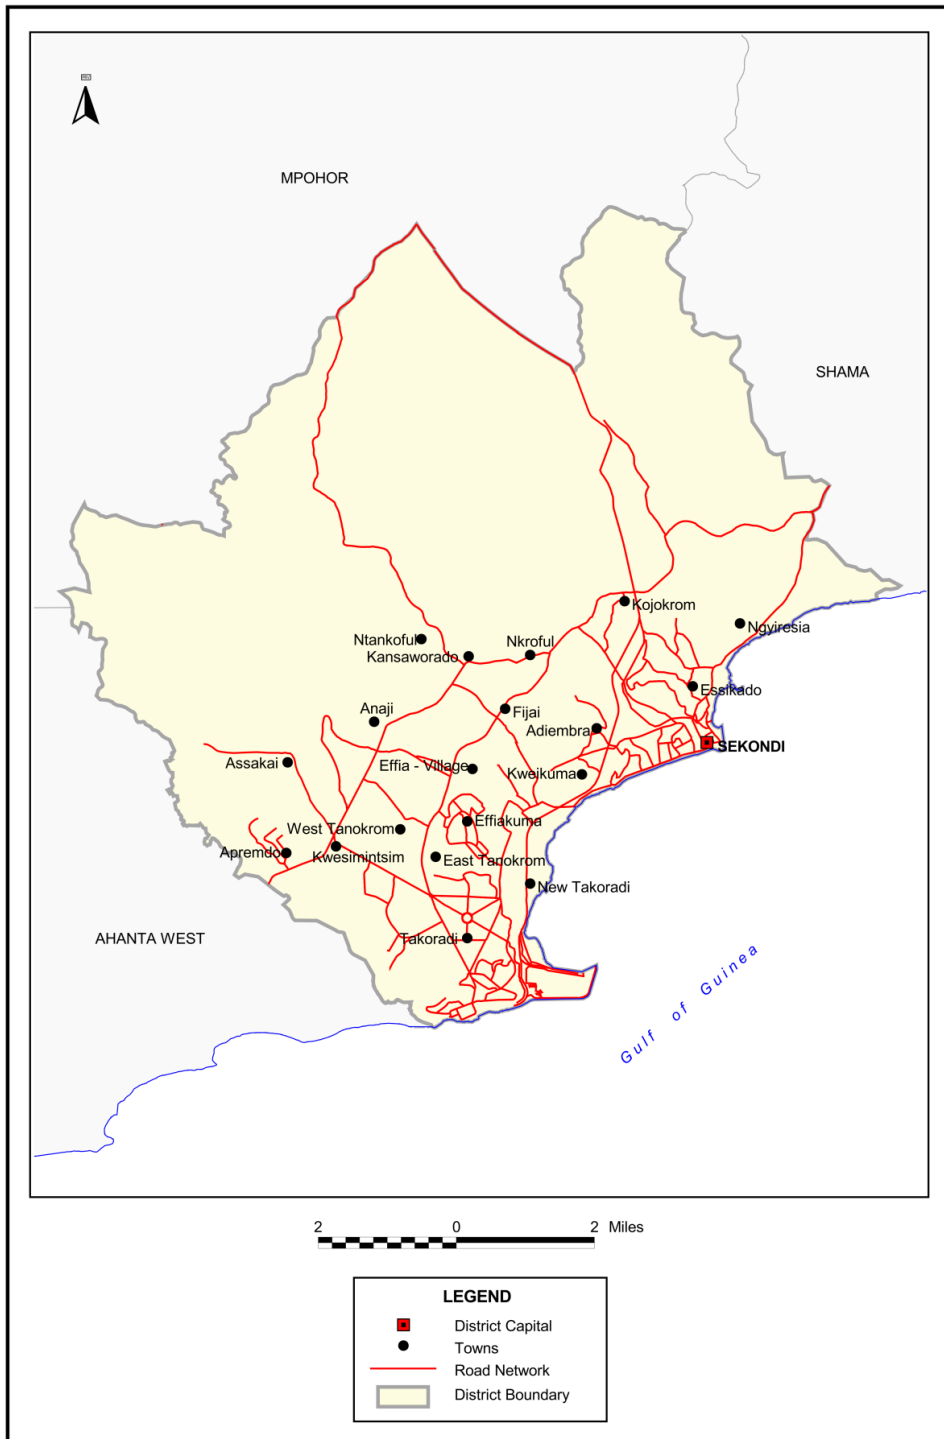 MPOHOR
SHAMA
Kojokrom
Ngyiresia
Ntankoful
Nkroful
Kansaworado
Essikado
Anaji
Fijai
Adiembra
SEKONDI
Assakai
Effia - Village
Kweikuma
West Tanokrom
Effiakuma
Apremdo
Kwesimintsim
East Tanokrom
New Takoradi
AHANTA WEST
Takoradi
Gulf of Guinea
2 0 2 Miles
LEGEND
District Capital
Towns
Road Network
District Boundary